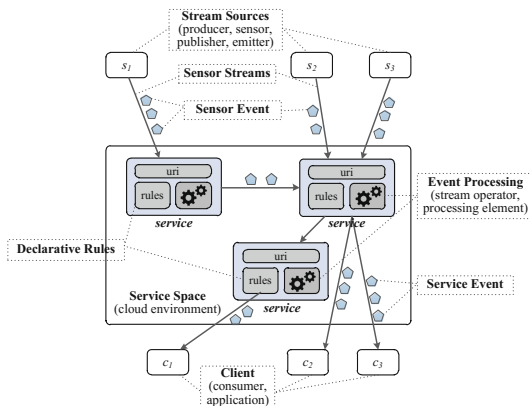 Stream Sources
(producer, sensor,
publisher, emitter)
s1
s2
s3
Sensor Streams
Sensor Event
uri
rules
service
uri
rules
service
Event Processing
(stream operator,
processing element)
Declarative Rules
uri
rules
service
Service Space
(cloud environment)
Service Event
c1
c2
c3
Client
(consumer,
application)